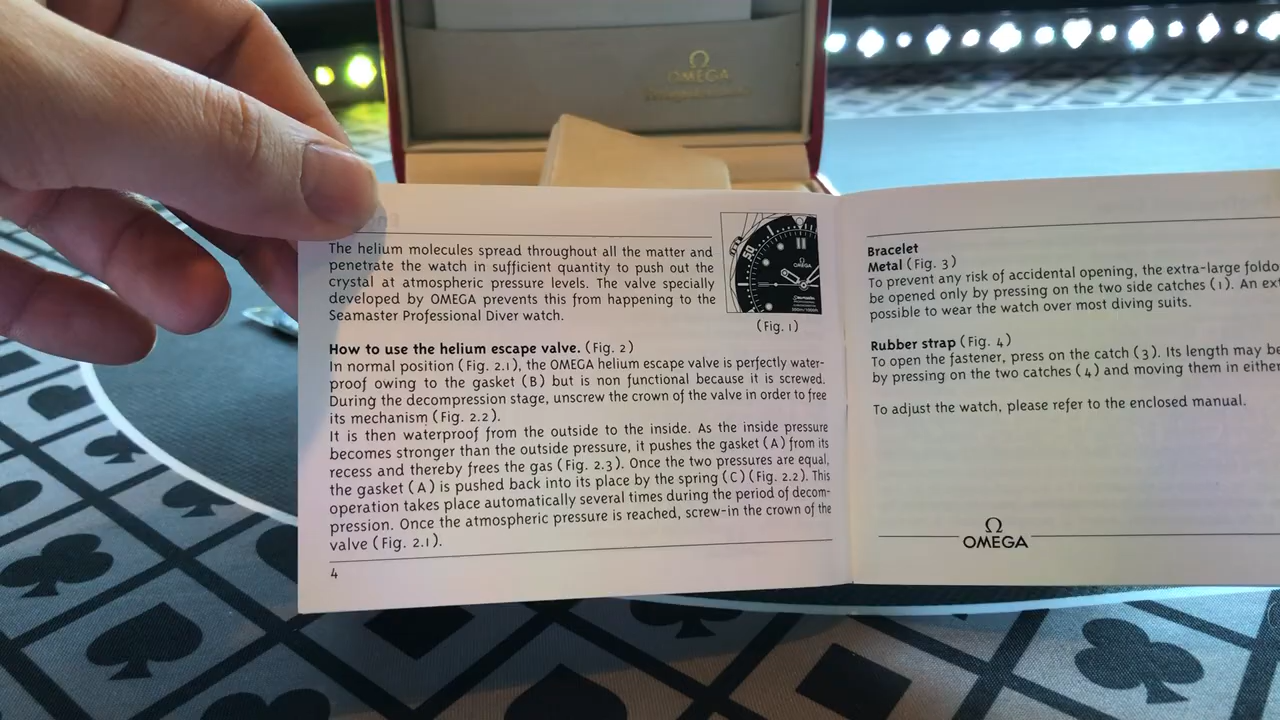 Ω
OMEGA
The helium molecules spread throughout all the matter and
penetrate the watch in sufficient quantity to push out the
crystal at atmospheric pressure levels. The valve specially
developed by OMEGA prevents this from happening to the
Seamaster Professional Diver watch.
50
OMEGA
Seamaster
(Fig. 1)
How to use the helium escape valve. (Fig. 2)
In normal position (Fig. 2.1), the OMEGA helium escape valve is perfectly water-
proof owing to the gasket (B) but is non functional because it is screwed.
During the decompression stage, unscrew the crown of the valve in order to free
its mechanism (Fig. 2.2).
It is then waterproof from the outside to the inside. As the inside pressure
becomes stronger than the outside pressure, it pushes the gasket (A) from its
recess and thereby frees the gas (Fig. 2.3). Once the two pressures are equal,
the gasket (A) is pushed back into its place by the spring (C) (Fig. 2.2). This
operation takes place automatically several times during the period of decom-
pression. Once the atmospheric pressure is reached, screw-in the crown of the
valve (Fig. 2.1).
4
Bracelet
Metal (Fig. 3)
To prevent any risk of accidental opening, the extra-large
be opened only by pressing on the two side catches (1). An
possible to wear the watch over most diving suits.
Rubber strap (Fig. 4)
To open the fastener, press on the catch (3). Its length may be
by pressing on the two catches (4) and moving them in either
To adjust the watch, please refer to the enclosed manual.
Ω
OMEGA